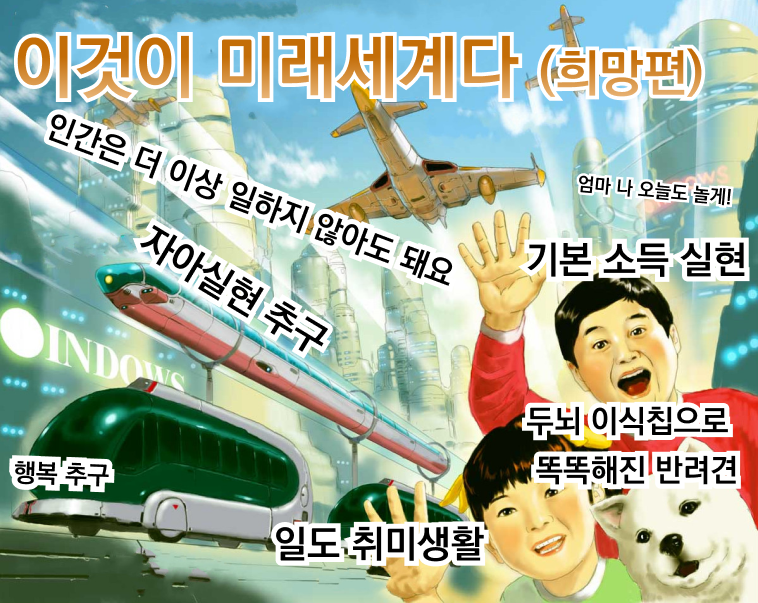 이것이 미래세계다 (희망편)
인간은 더 이상 일하지 않아도 돼요
엄마 나 오늘도 놀게!
자아실현 추구
기본 소득 실현
INDOWS
INDOWS
두뇌 이식칩으로
똑똑해진 반려견
행복 추구
일도 취미생활